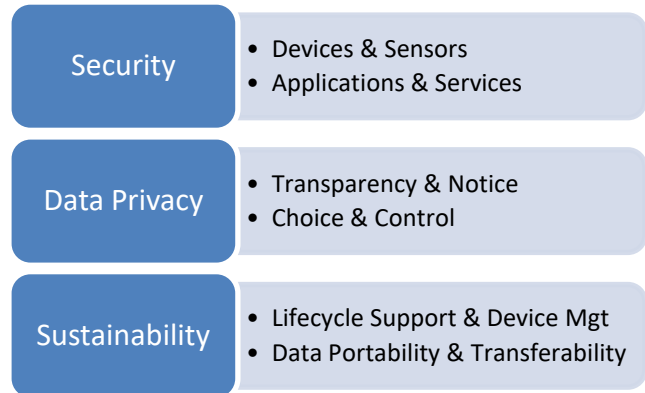 Security
• Devices & Sensors
• Applications & Services
Data Privacy
• Transparency & Notice
• Choice & Control
Sustainability
• Lifecycle Support & Device Mgt
• Data Portability & Transferability